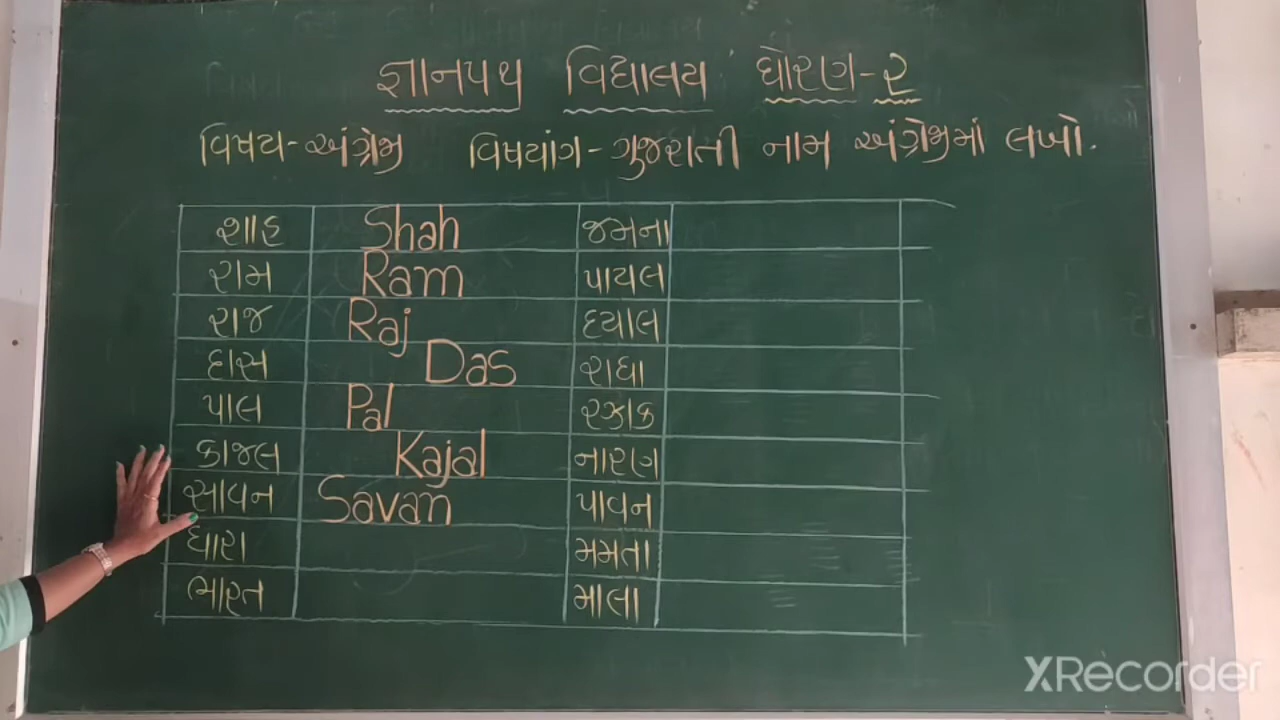 જ્ઞાનપથ વિદ્યાલય ધોરણ-૨
વિષય-અંગ્રેજી વિષયાંગ-ગુજરાતી નામ અંગ્રેજીમાં લખો.
શાહ Shah જમના
રામ Ram પાયલ
રાજ Raj દયાલ
દાસ Das રાધા
પાલ Pal રઝાક
કાજલ Kajal નારણ
સાવન Savan પાવન
ધારા મમતા
ભારત માલા
XRecorder